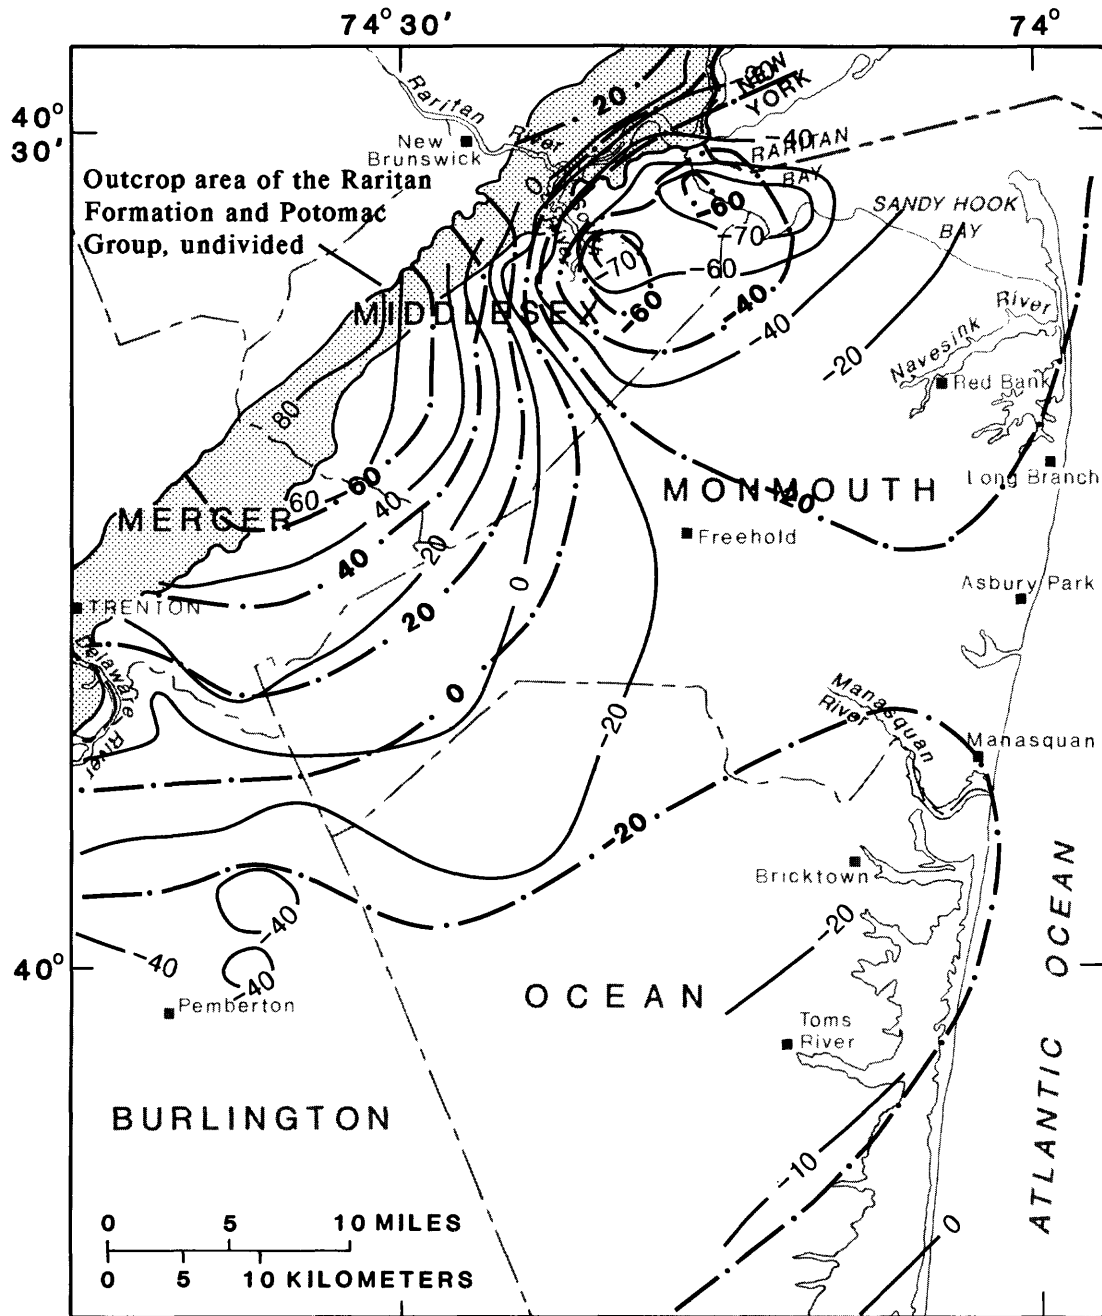 74° 30'
74°
40° 30'
NEW YORK
20
Raritan River
New Brunswick
0
-40
RARITAN BAY
Outcrop area of the Raritan
Formation and Potomac
Group, undivided
-60
-70
SANDY HOOK BAY
-70
-60
MIDDLESEX
-60
-40
-40
-20
Navesink River
Red Bank
80
Long Branch
60
60
40
MONMOUTH
-20
MERCER
Freehold
20
40
0
Asbury Park
TRENTON
20
Delaware River
0
-20
Manasquan River
Manasquan
-20
Bricktown
-40
-20
40°
-40
-40
Pemberton
OCEAN
Toms River
ATLANTIC OCEAN
BURLINGTON
-10
0
0 5 10 MILES
0 5 10 KILOMETERS